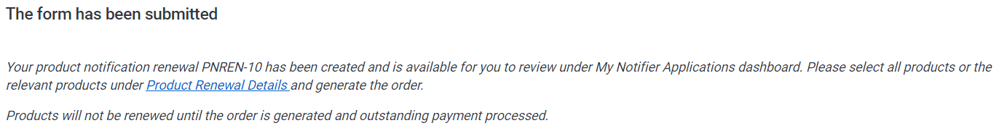 The form has been submitted
Your product notification renewal PNREN-10 has been created and is available for you to review under My Notifier Applications dashboard. Please select all products or the
relevant products under Product Renewal Details and generate the order.
Products will not be renewed until the order is generated and outstanding payment processed.